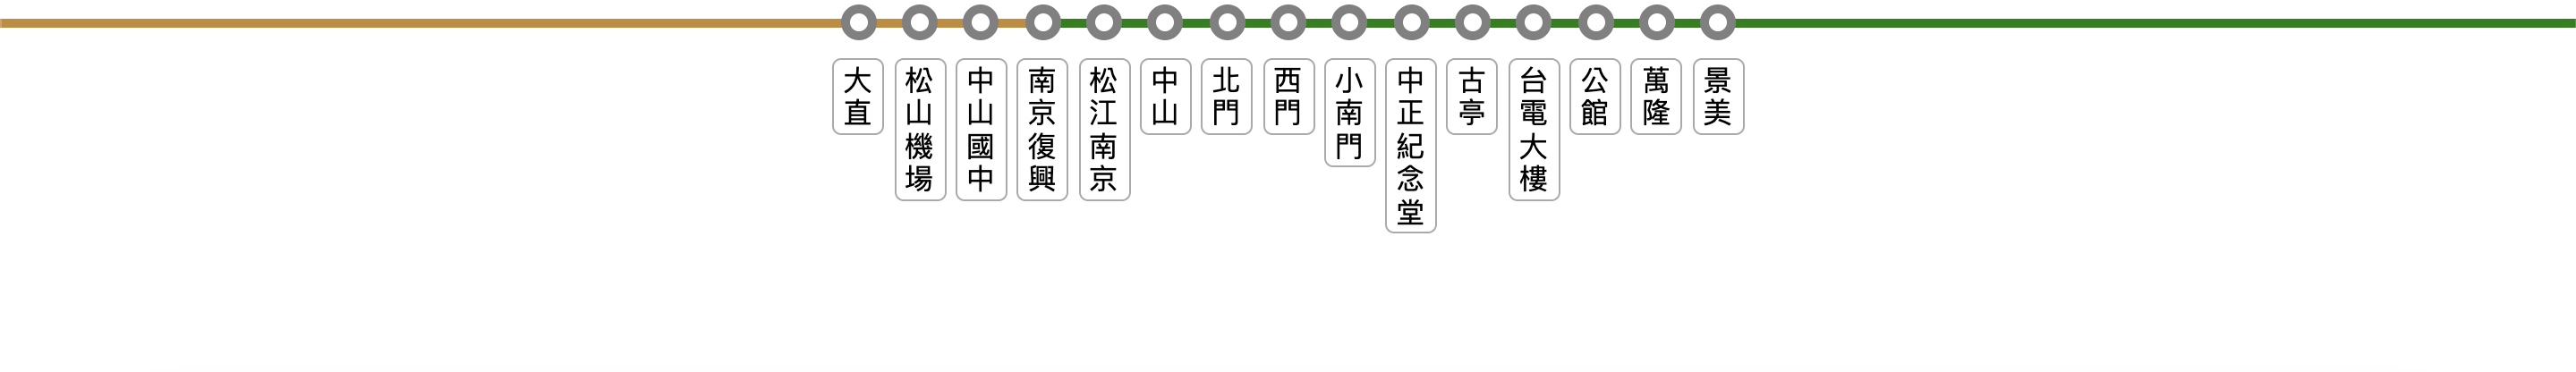 大直
松山機場
中山國中
南京復興
松江南京
中山
北門
西門
小南門
中正紀念堂
古亭
台電大樓
公館
萬隆
景美